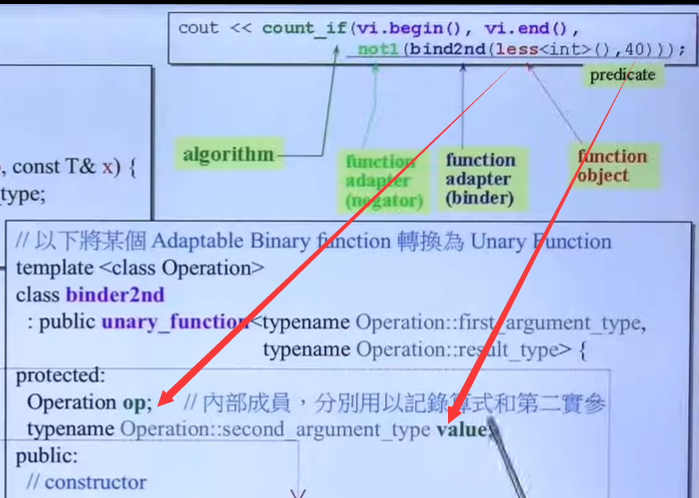 cout << count_if(vi.begin(), vi.end(),
not1(bind2nd(less<int>(),40)));
predicate
algorithm
function
adapter
(negator)
function
adapter
(binder)
function
object
, const T& x) {
type;
// 以下將某個 Adaptable Binary function 轉換為 Unary Function
template <class Operation>
class binder2nd
: public unary_function<typename Operation::first_argument_type,
typename Operation::result_type> {
protected:
Operation op; // 內部成員，分別用以記錄算式和第二實參
typename Operation::second_argument_type value;
public:
// constructor